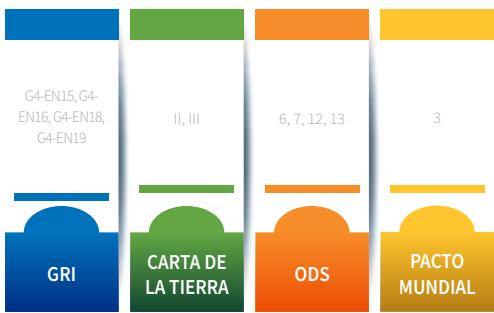 G4-EN15, G4-
EN16, G4-EN18,
G4-EN19
II, III
6, 7, 12, 13
3
GRI
CARTA DE
LA TIERRA
ODS
PACTO
MUNDIAL